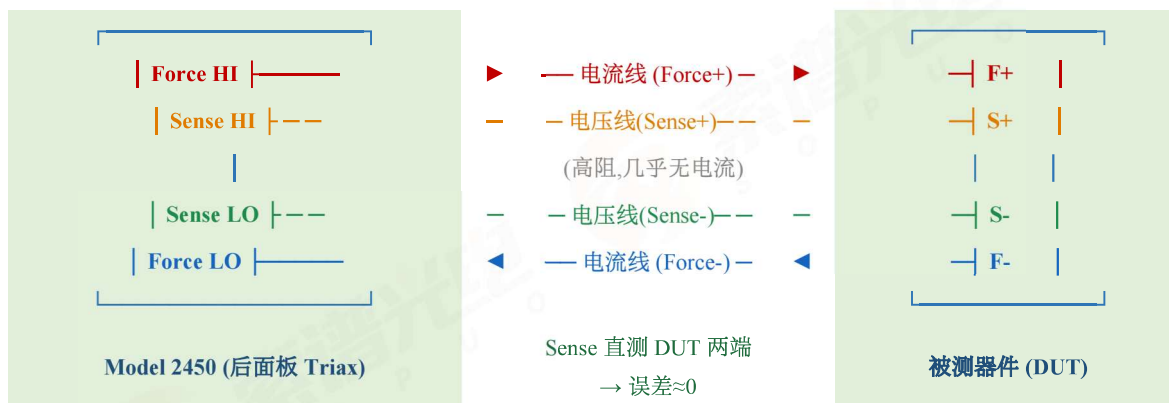 Force HI 电流线 (Force+) F+
Sense HI 电压线(Sense+) S+
(高阻,几乎无电流)
Sense LO 电压线(Sense-) S-
Force LO 电流线 (Force-) F-
Sense 直测 DUT 两端
→ 误差≈0
Model 2450 (后面板 Triax)
被测器件 (DUT)